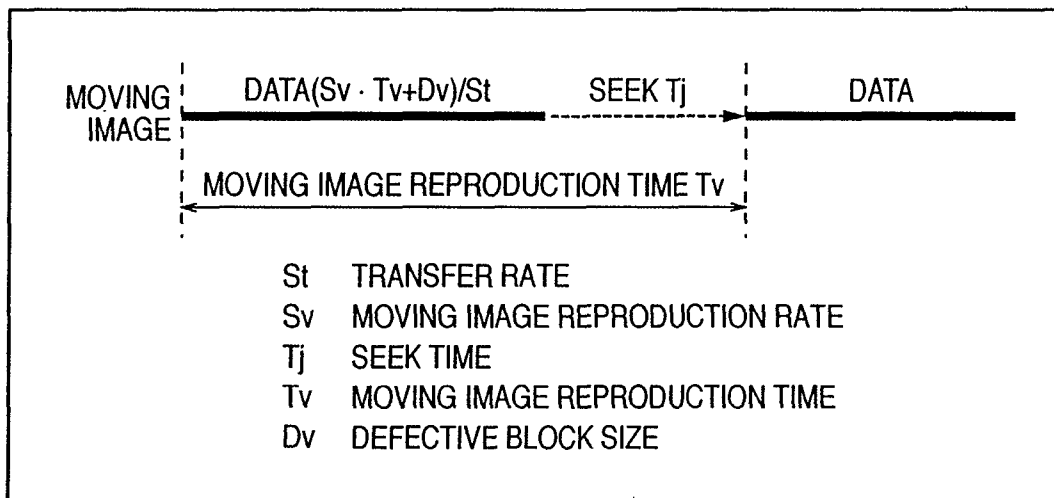 MOVING IMAGE
DATA(Sv · Tv+Dv)/St
SEEK Tj
DATA
MOVING IMAGE REPRODUCTION TIME Tv
St TRANSFER RATE
Sv MOVING IMAGE REPRODUCTION RATE
Tj SEEK TIME
Tv MOVING IMAGE REPRODUCTION TIME
Dv DEFECTIVE BLOCK SIZE